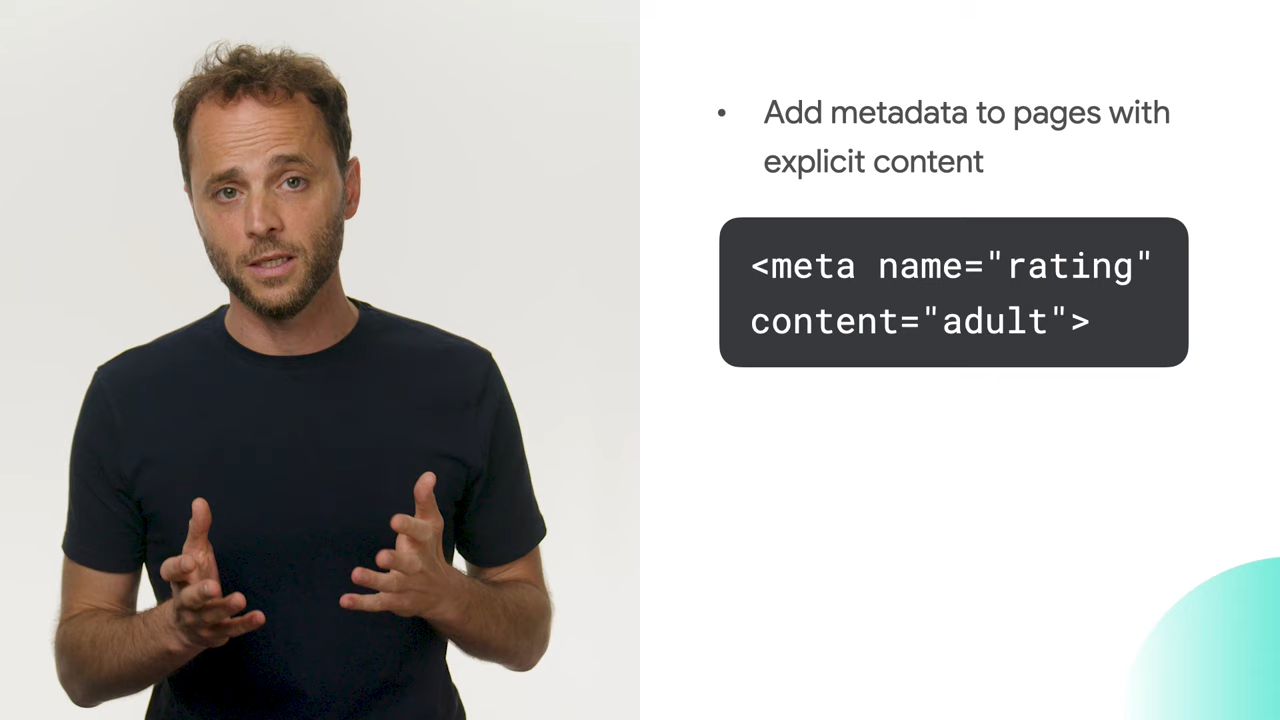 • Add metadata to pages with
explicit content
<meta name="rating"
content="adult">